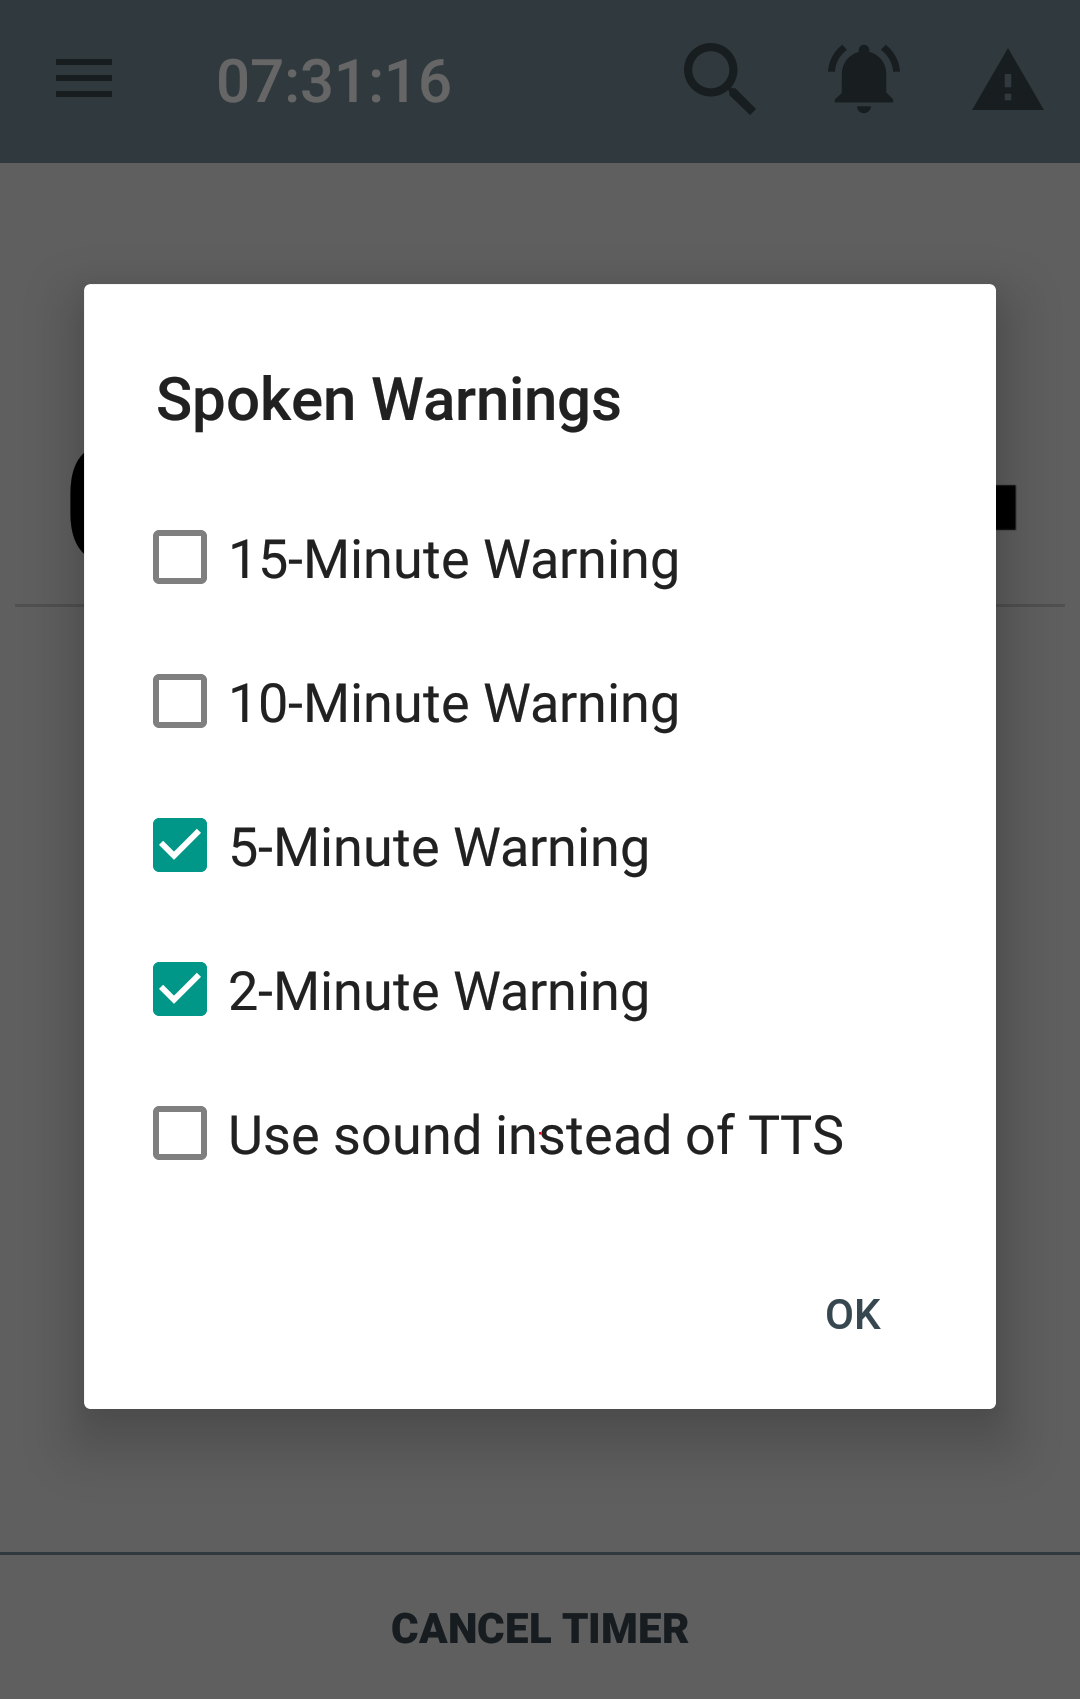 07:31:16
Spoken Warnings
15-Minute Warning
10-Minute Warning
5-Minute Warning
2-Minute Warning
Use sound instead of TTS
OK
CANCEL TIMER